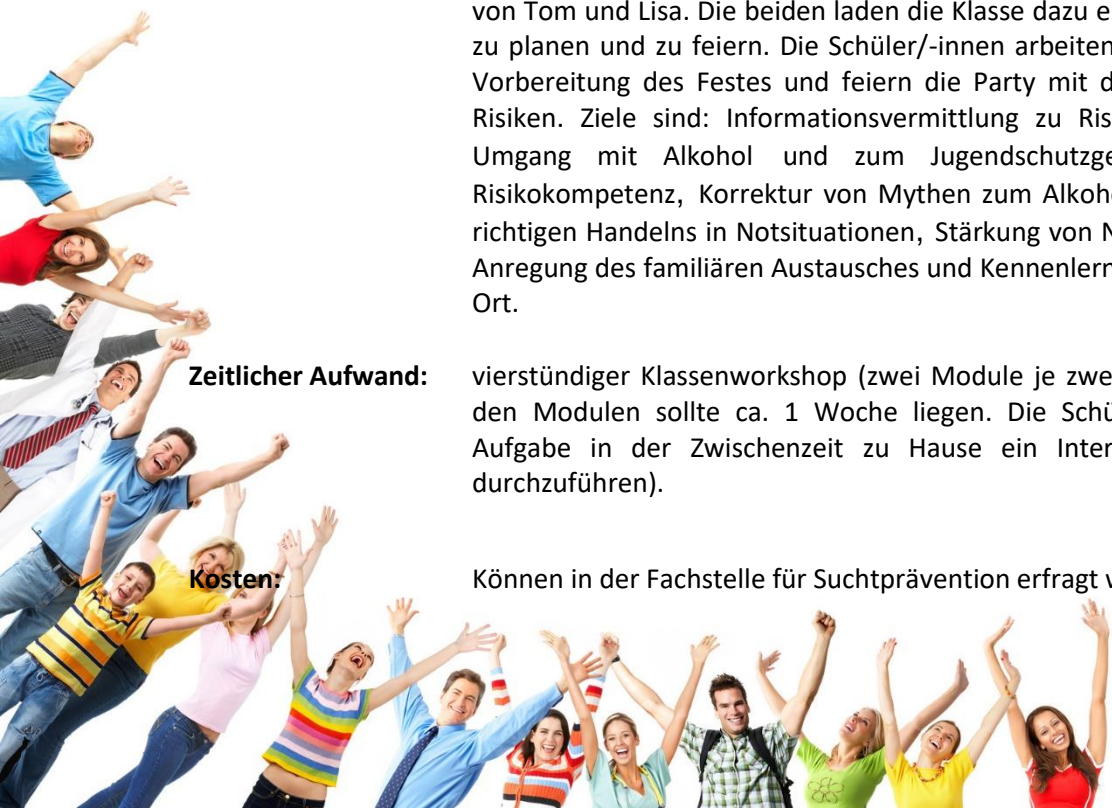 von Tom und Lisa. Die beiden laden die Klasse dazu e
zu planen und zu feiern. Die Schüler/-innen arbeiten
Vorbereitung des Festes und feiern die Party mit d
Risiken. Ziele sind: Informationsvermittlung zu Ris
Umgang mit Alkohol und zum Jugendschutzge
Risikokompetenz, Korrektur von Mythen zum Alkoho
richtigen Handelns in Notsituationen, Stärkung von N
Anregung des familiären Austausches und Kennenlern
Ort.
Zeitlicher Aufwand: vierstündiger Klassenworkshop (zwei Module je zwe
den Modulen sollte ca. 1 Woche liegen. Die Schü
Aufgabe in der Zwischenzeit zu Hause ein Inter
durchzuführen).
Kosten: Können in der Fachstelle für Suchtprävention erfragt w